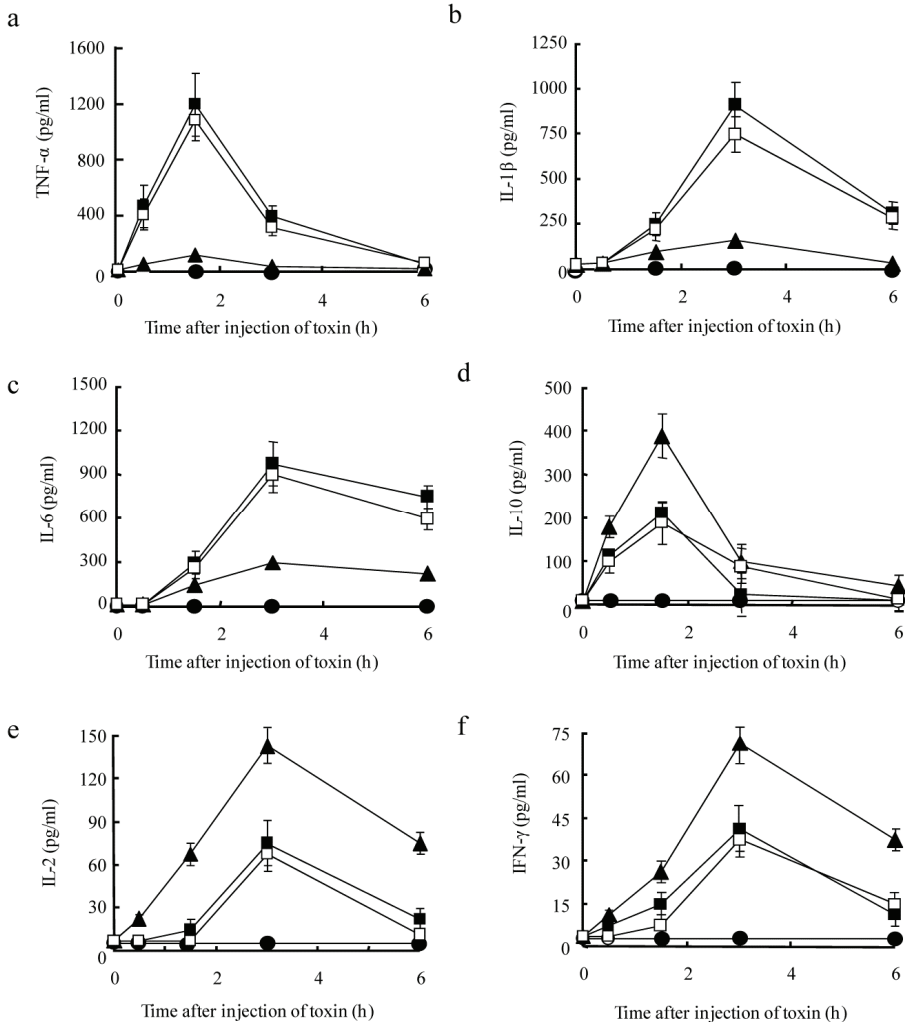 a
TNF-α (pg/ml)
1600
1200
800
400
0
0 2 4 6
Time after injection of toxin (h)
b
IL-1β (pg/ml)
1250
1000
750
500
250
0
0 2 4 6
Time after injection of toxin (h)
c
IL-6 (pg/ml)
1500
1200
900
600
300
0
0 2 4 6
Time after injection of toxin (h)
d
IL-10 (pg/ml)
500
400
300
200
100
0
0 2 4 6
Time after injection of toxin (h)
e
IL-2 (pg/ml)
150
120
90
60
30
0
0 2 4 6
Time after injection of toxin (h)
f
IFN-γ (pg/ml)
75
60
45
30
15
0
0 2 4 6
Time after injection of toxin (h)